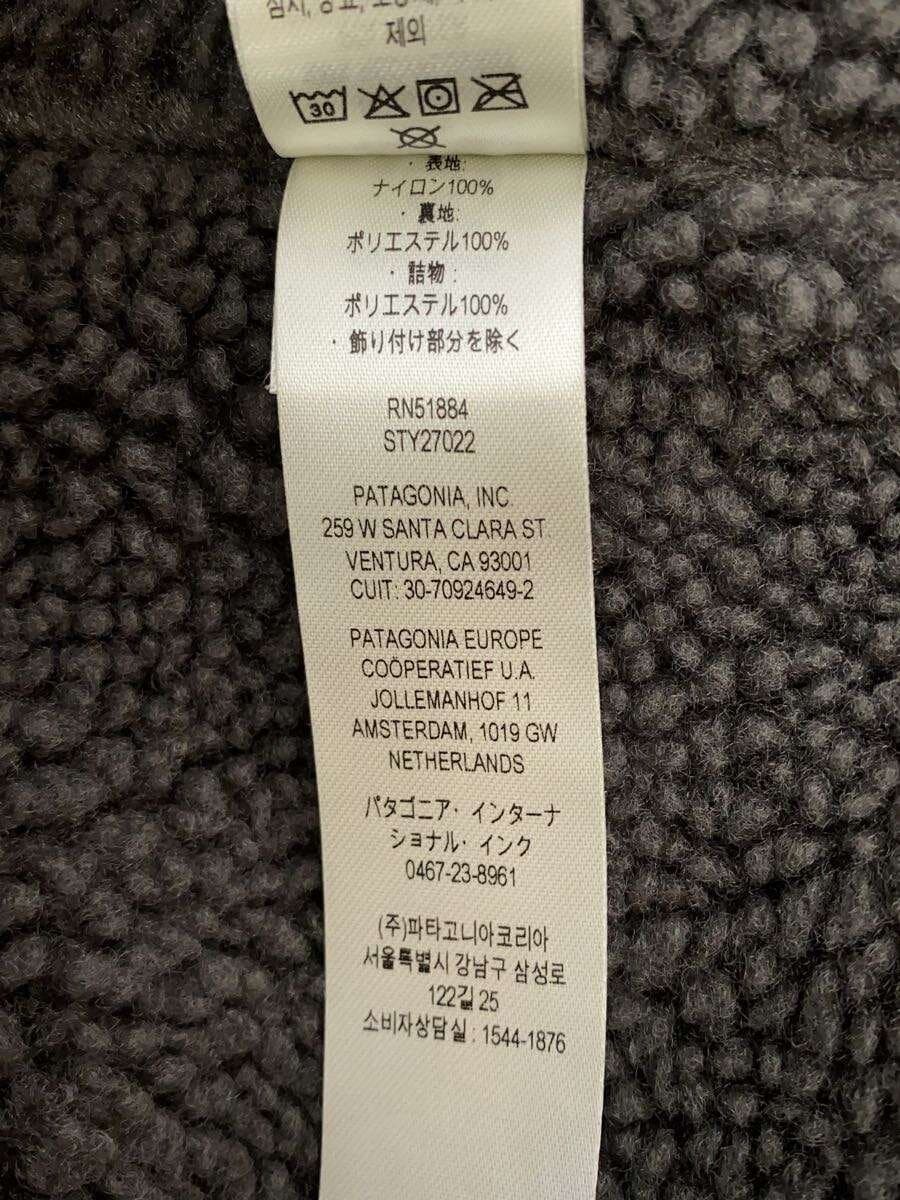 제외
30
・表地:
ナイロン100%
・裏地:
ポリエステル100%
・詰物:
ポリエステル100%
・飾り付け部分を除く
RN51884
STY27022
PATAGONIA, INC.
259 W SANTA CLARA ST.
VENTURA, CA 93001
CUIT: 30-70924649-2
PATAGONIA EUROPE
COÖPERATIEF U.A.
JOLLEMANHOF 11
AMSTERDAM, 1019 GW
NETHERLANDS
パタゴニア・インターナ
ショナル・インク
0467-23-8961
(주)파타고니아코리아
서울특별시 강남구 삼성로
122길 25
소비자상담실 : 1544-1876